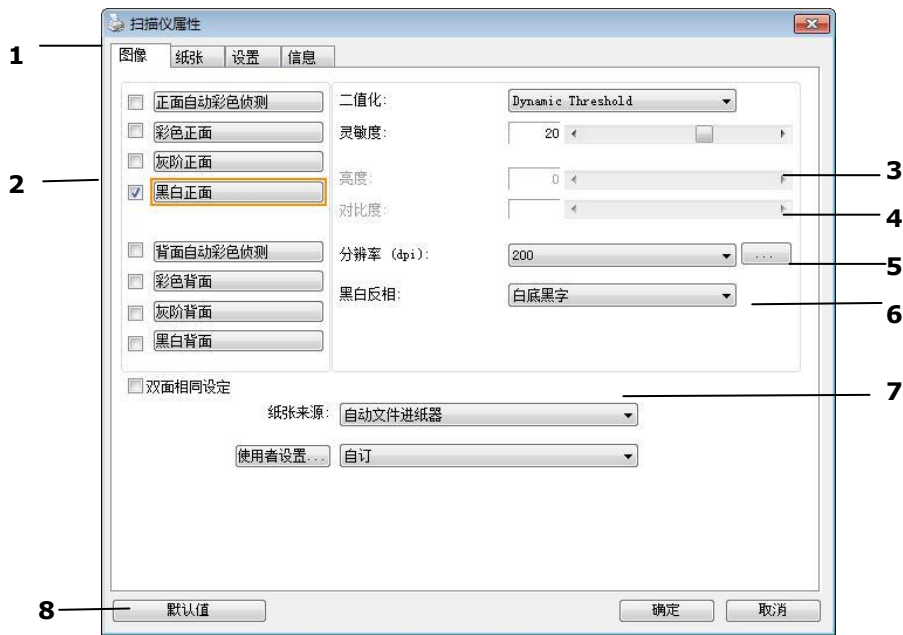 扫描仪属性
1
图像 纸张 设置 信息
正面自动彩色侦测
彩色正面
灰阶正面
2
黑白正面
背面自动彩色侦测
彩色背面
灰阶背面
黑白背面
二值化: Dynamic Threshold
灵敏度: 20
亮度: 0
3
对比度:
4
分辨率 (dpi): 200 ...
5
黑白反相: 白底黑字
6
双面相同设定
7
纸张来源: 自动文件进纸器
使用者设置... 自订
8
默认值 确定 取消